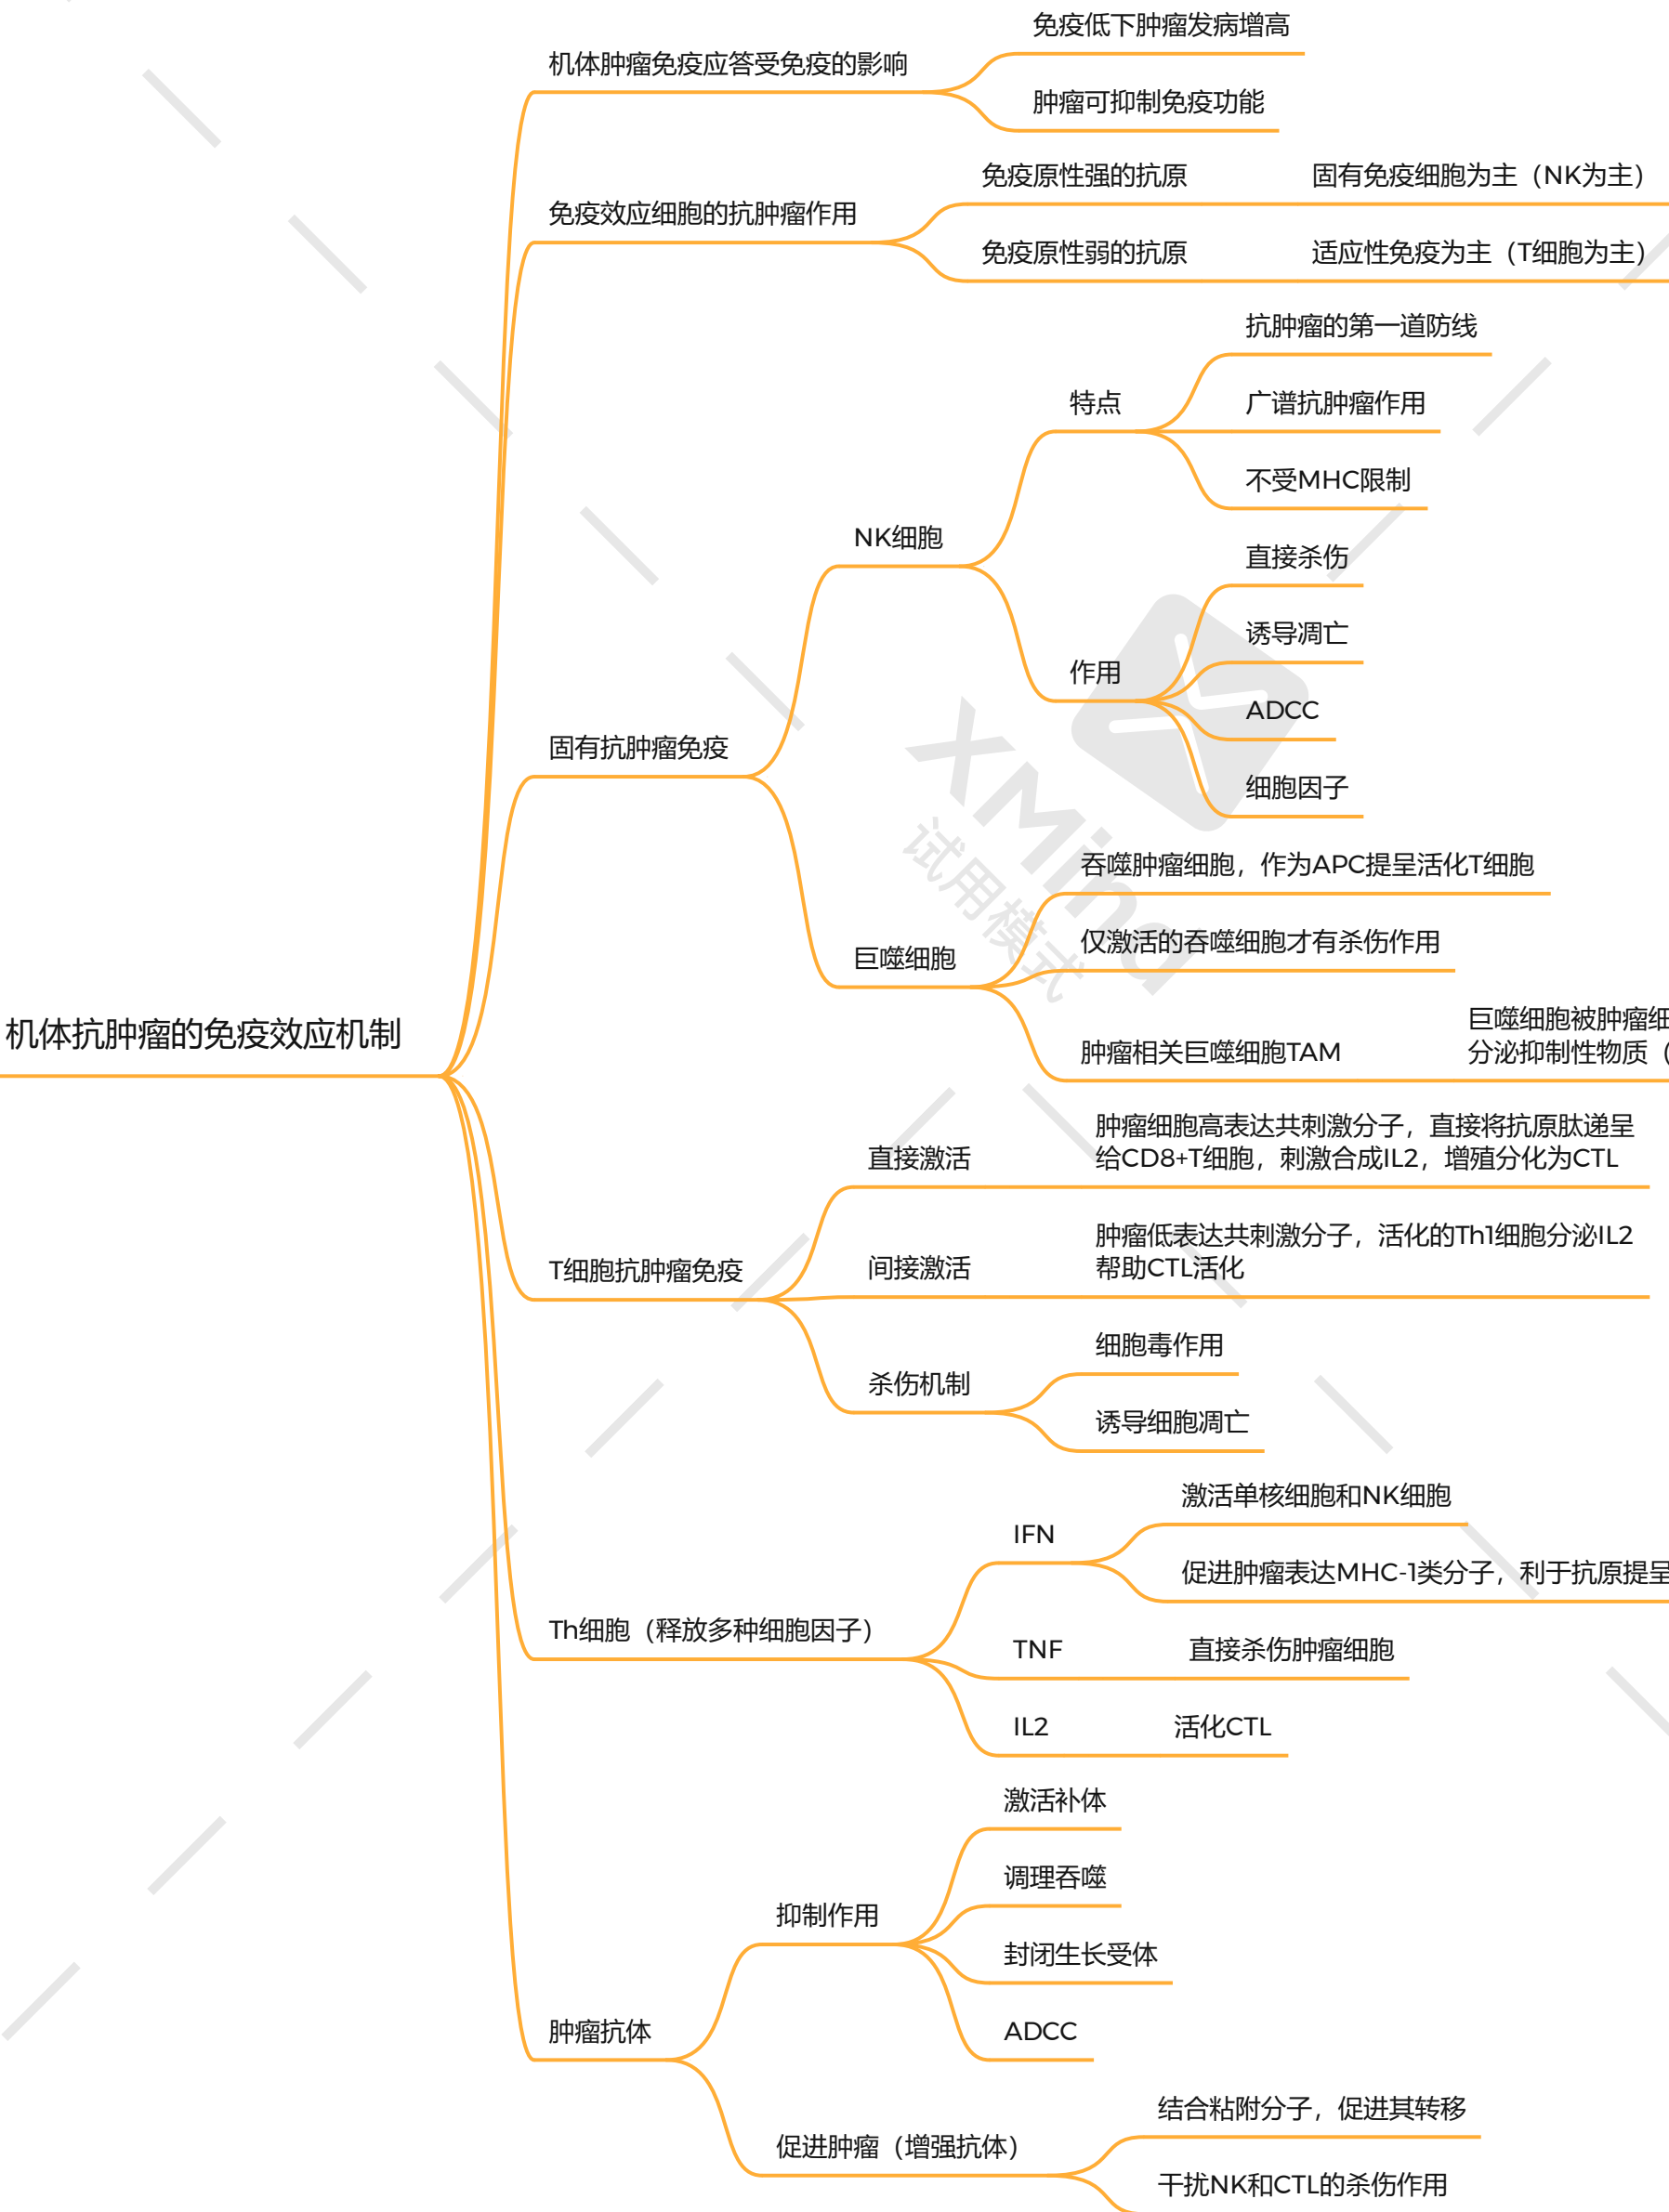 免疫低下肿瘤发病增高
机体肿瘤免疫应答受免疫的影响
肿瘤可抑制免疫功能
免疫原性强的抗原 固有免疫细胞为主（NK为主）
免疫效应细胞的抗肿瘤作用
免疫原性弱的抗原 适应性免疫为主（T细胞为主）
抗肿瘤的第一道防线
特点
广谱抗肿瘤作用
不受MHC限制
NK细胞
直接杀伤
诱导凋亡
作用
ADCC
细胞因子
固有抗肿瘤免疫
吞噬肿瘤细胞，作为APC提呈活化T细胞
仅激活的吞噬细胞才有杀伤作用
巨噬细胞
巨噬细胞被肿瘤细
肿瘤相关巨噬细胞TAM
分泌抑制性物质（
机体抗肿瘤的免疫效应机制
直接激活
肿瘤细胞高表达共刺激分子，直接将抗原肽递呈
给CD8+T细胞，刺激合成IL2，增殖分化为CTL
T细胞抗肿瘤免疫
间接激活
肿瘤低表达共刺激分子，活化的Th1细胞分泌IL2
帮助CTL活化
细胞毒作用
杀伤机制
诱导细胞凋亡
激活单核细胞和NK细胞
IFN
促进肿瘤表达MHC-1类分子，利于抗原提呈
Th细胞（释放多种细胞因子）
TNF 直接杀伤肿瘤细胞
IL2 活化CTL
激活补体
调理吞噬
抑制作用
封闭生长受体
ADCC
肿瘤抗体
结合粘附分子，促进其转移
促进肿瘤（增强抗体）
干扰NK和CTL的杀伤作用
XMind
试用模式